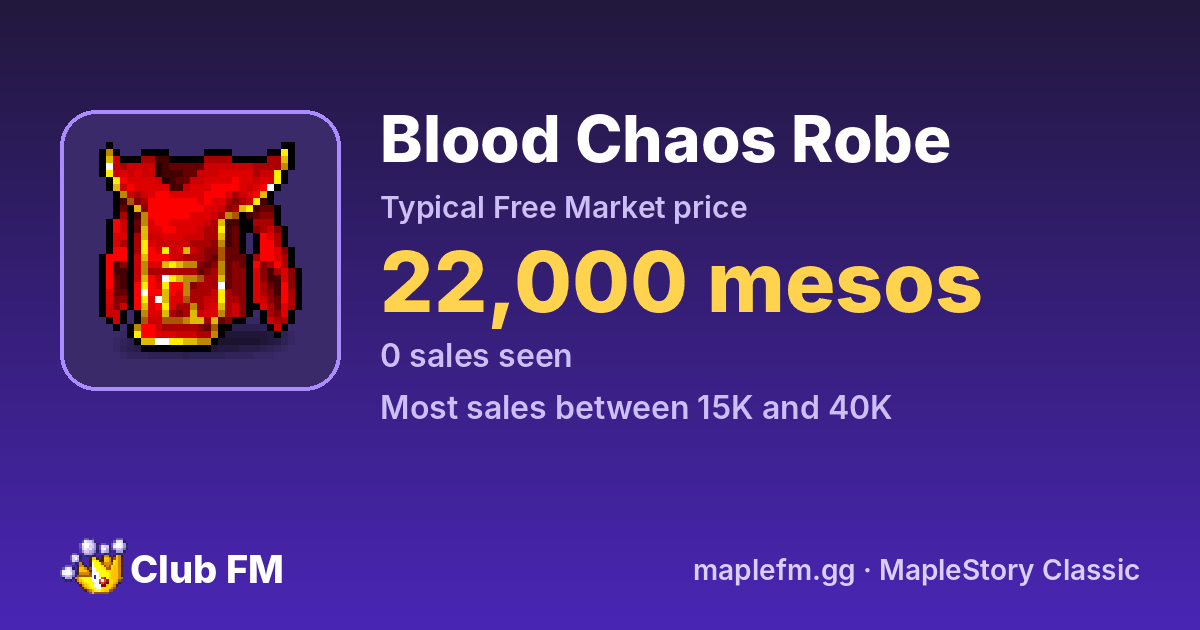 Blood Chaos Robe
Typical Free Market price
22,000 mesos
0 sales seen
Most sales between 15K and 40K
Club FM
maplefm.gg · MapleStory Classic